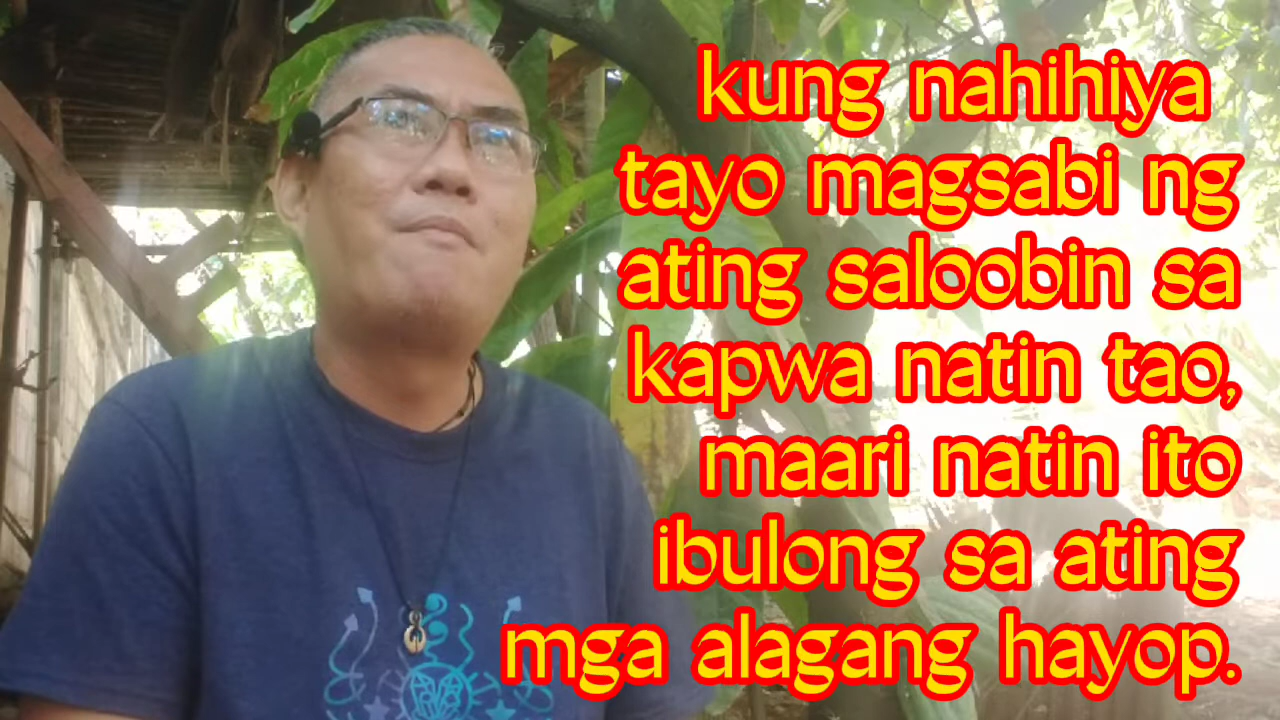 kung nahihiya
tayo magsabi ng
ating saloobin sa
kapwa natin tao,
maari natin ito
ibulong sa ating
mga alagang hayop.